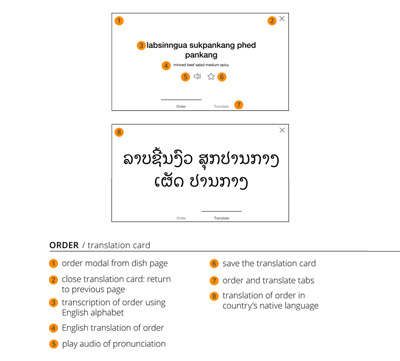 1
2
3
labsinngua sukpankang phed
pankang
4
minced beef salad medium spicy
5
6
7
Order
Translate
8
ລາບຊີ້ນງົວ ສຸກປານກາງ
ເຜັດ ປານກາງ
Order
Translate
ORDER / translation card
1 order modal from dish page
2 close translation card: return
to previous page
3 transcription of order using
English alphabet
4 English translation of order
5 play audio of pronunciation
6 save the translation card
7 order and translate tabs
8 translation of order in
country's native language